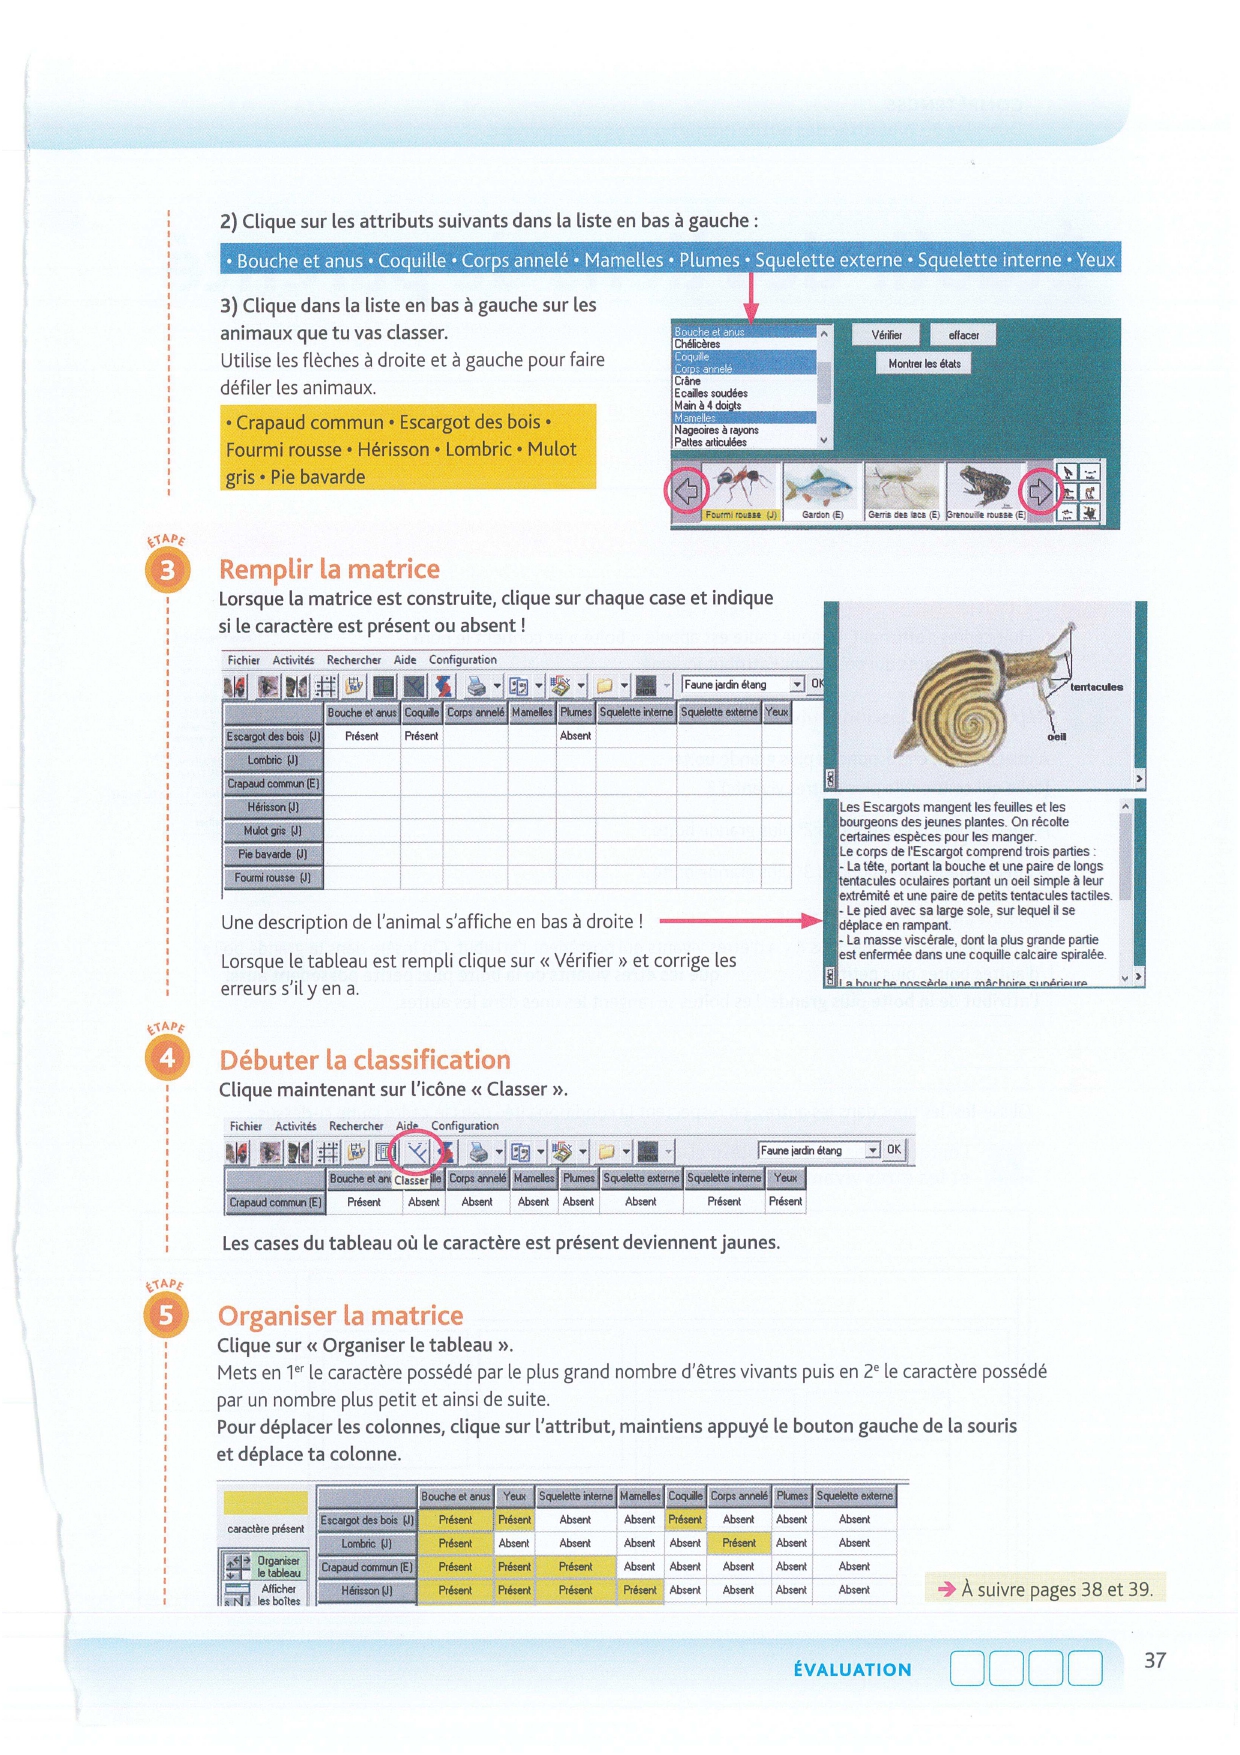 2) Clique sur les attributs suivants dans la liste en bas à gauche :
• Bouche et anus • Coquille • Corps annelé • Mamelles • Plumes • Squelette externe • Squelette interne • Yeux
3) Clique dans la liste en bas à gauche sur les
animaux que tu vas classer.
Utilise les flèches à droite et à gauche pour faire
défiler les animaux.
• Crapaud commun • Escargot des bois •
Fourmi rousse • Hérisson • Lombric • Mulot
gris • Pie bavarde
Bouche et anus
Chélicères
Coquille
Corps annelé
Crâne
Ecailles soudées
Main à 4 doigts
Mamelles
Nageoires à rayons
Pattes articulées
Vérifier effacer
Montrer les états
Fourmi rousse (J) Gardon (E) Gerris des lacs (E) Grenouille rousse (E)
ÉTAPE
3
Remplir la matrice
Lorsque la matrice est construite, clique sur chaque case et indique
si le caractère est présent ou absent !
Fichier Activités Rechercher Aide Configuration
Faune jardin étang OK
Bouche et anus Coquille Corps annelé Mamelles Plumes Squelette interne Squelette externe Yeux
Escargot des bois (J) Présent Présent Absent
Lombric (J)
Crapaud commun (E)
Hérisson (J)
Mulot gris (J)
Pie bavarde (J)
Fourmi rousse (J)
tentacules
oeil
Les Escargots mangent les feuilles et les
bourgeons des jeunes plantes. On récolte
certaines espèces pour les manger.
Le corps de l'Escargot comprend trois parties :
- La tête, portant la bouche et une paire de longs
tentacules oculaires portant un oeil simple à leur
extrémité et une paire de petits tentacules tactiles.
- Le pied avec sa large sole, sur lequel il se
déplace en rampant.
- La masse viscérale, dont la plus grande partie
est enfermée dans une coquille calcaire spiralée.
La bouche possède une mâchoire supérieure
Une description de l'animal s'affiche en bas à droite !
Lorsque le tableau est rempli clique sur « Vérifier » et corrige les
erreurs s'il y en a.
ÉTAPE
4
Débuter la classification
Clique maintenant sur l'icône « Classer ».
Fichier Activités Rechercher Aide Configuration
Faune jardin étang OK
Bouche et anus Classer Corps annelé Mamelles Plumes Squelette externe Squelette interne Yeux
Crapaud commun (E) Présent Absent Absent Absent Absent Absent Présent Présent
Les cases du tableau où le caractère est présent deviennent jaunes.
ÉTAPE
5
Organiser la matrice
Clique sur « Organiser le tableau ».
Mets en 1er le caractère possédé par le plus grand nombre d'êtres vivants puis en 2e le caractère possédé
par un nombre plus petit et ainsi de suite.
Pour déplacer les colonnes, clique sur l'attribut, maintiens appuyé le bouton gauche de la souris
et déplace ta colonne.
caractère présent
Organiser
le tableau
Afficher
les boîtes
Bouche et anus Yeux Squelette interne Mamelles Coquille Corps annelé Plumes Squelette externe
Escargot des bois (J) Présent Présent Absent Absent Présent Absent Absent Absent
Lombric (J) Présent Absent Absent Absent Absent Présent Absent Absent
Crapaud commun (E) Présent Présent Présent Absent Absent Absent Absent Absent
Hérisson (J) Présent Présent Présent Présent Absent Absent Absent Absent
À suivre pages 38 et 39.
ÉVALUATION
37